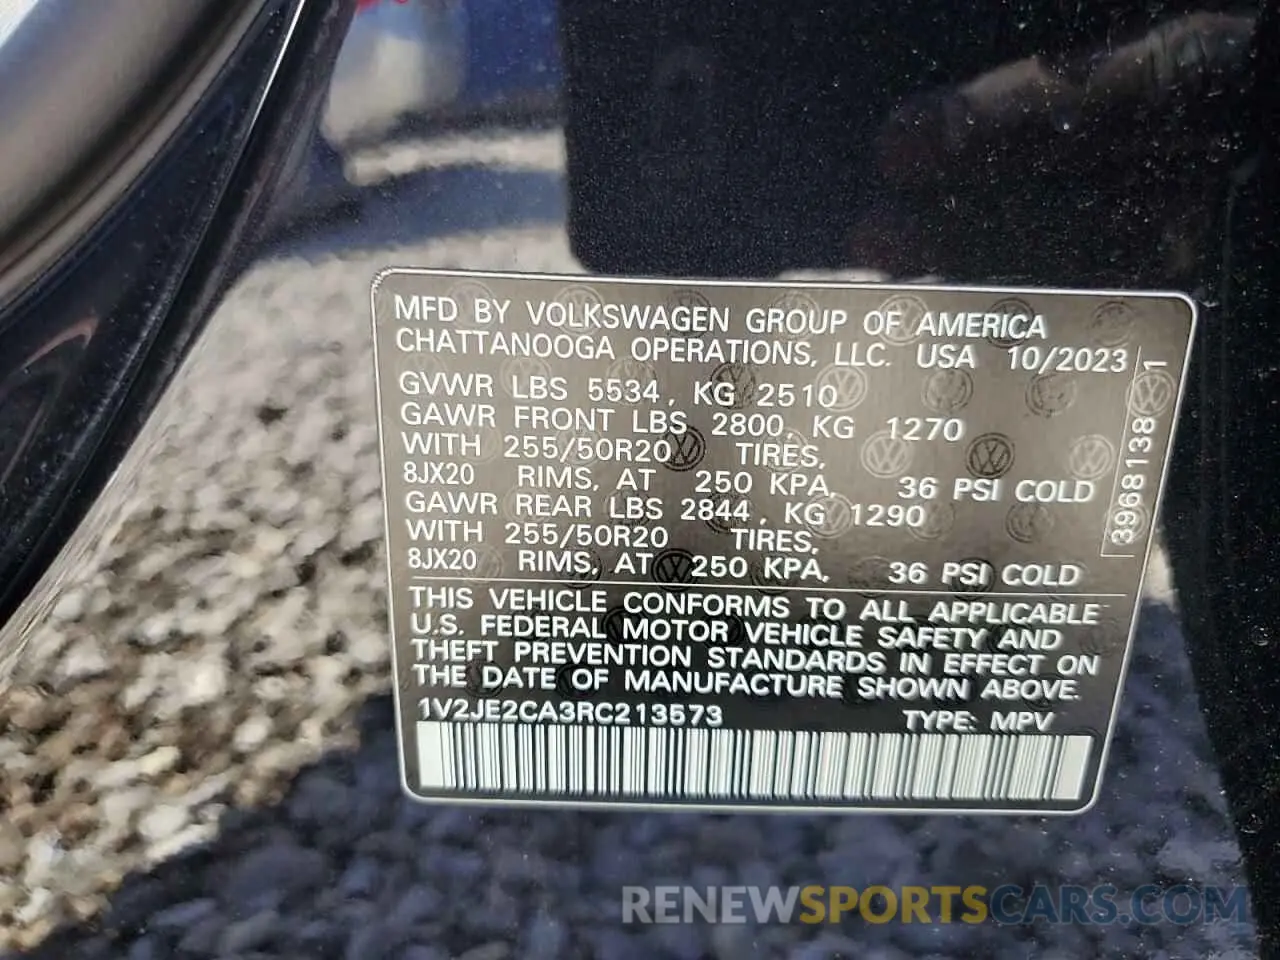 MFD BY VOLKSWAGEN GROUP OF AMERICA
CHATTANOOGA OPERATIONS, LLC. USA 10/2023
GVWR LBS 5534, KG 2510
GAWR FRONT LBS 2800, KG 1270
WITH 255/50R20 TIRES,
8JX20 RIMS, AT 250 KPA, 36 PSI COLD
GAWR REAR LBS 2844, KG 1290
WITH 255/50R20 TIRES,
8JX20 RIMS, AT 250 KPA, 36 PSI COLD
THIS VEHICLE CONFORMS TO ALL APPLICABLE
U.S. FEDERAL MOTOR VEHICLE SAFETY AND
THEFT PREVENTION STANDARDS IN EFFECT ON
THE DATE OF MANUFACTURE SHOWN ABOVE.
1V2JE2CA3RC213573 TYPE: MPV
39681138 1
RENEWSPORTSCARS.COM